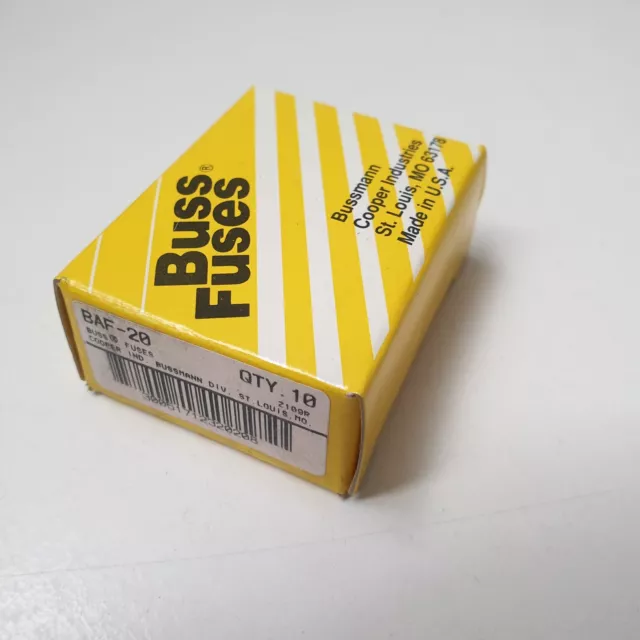 Buss®
Fuses
Bussmann
Cooper Industries
St. Louis, MO 63178
Made in U.S.A.
BAF-20
BUSS® FUSES
COOPER IND. BUSSMANN DIV. ST.LOUIS,MO.
QTY.10
2100R